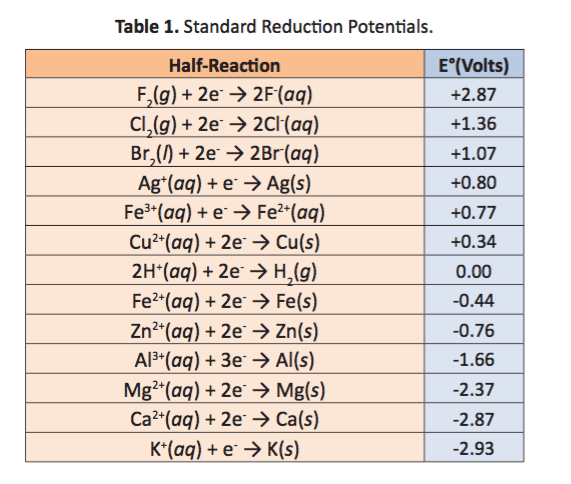 Table 1. Standard Reduction Potentials.
Half-Reaction E°(Volts)
F₂(g) + 2e⁻ → 2F⁻(aq) +2.87
Cl₂(g) + 2e⁻ → 2Cl⁻(aq) +1.36
Br₂(l) + 2e⁻ → 2Br⁻(aq) +1.07
Ag⁺(aq) + e⁻ → Ag(s) +0.80
Fe³⁺(aq) + e⁻ → Fe²⁺(aq) +0.77
Cu²⁺(aq) + 2e⁻ → Cu(s) +0.34
2H⁺(aq) + 2e⁻ → H₂(g) 0.00
Fe²⁺(aq) + 2e⁻ → Fe(s) -0.44
Zn²⁺(aq) + 2e⁻ → Zn(s) -0.76
Al³⁺(aq) + 3e⁻ → Al(s) -1.66
Mg²⁺(aq) + 2e⁻ → Mg(s) -2.37
Ca²⁺(aq) + 2e⁻ → Ca(s) -2.87
K⁺(aq) + e⁻ → K(s) -2.93